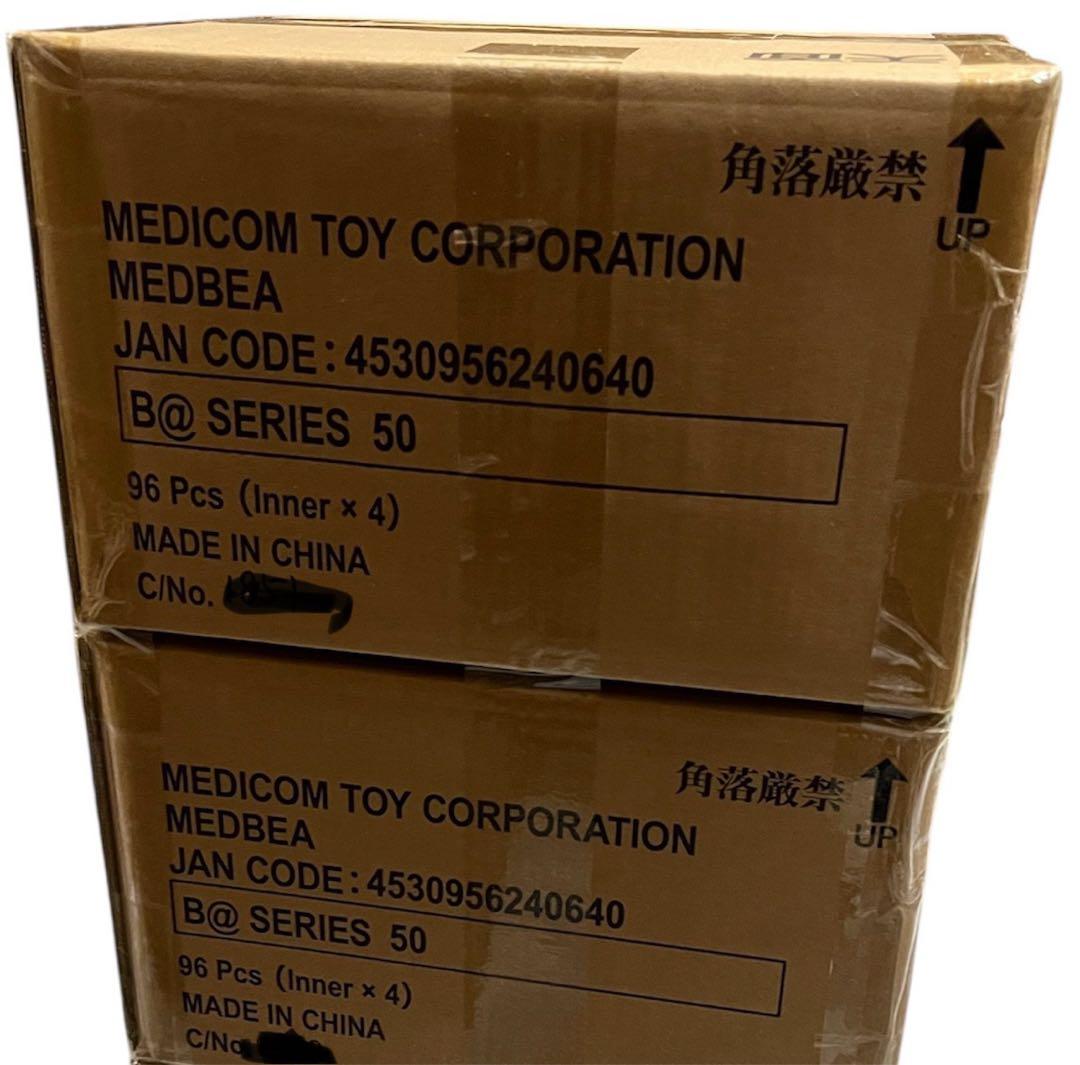 角落厳禁
UP
MEDICOM TOY CORPORATION
MEDBEA
JAN CODE : 4530956240640
B@ SERIES 50
96 Pcs (Inner × 4)
MADE IN CHINA
C/No.
角落厳禁
UP
MEDICOM TOY CORPORATION
MEDBEA
JAN CODE : 4530956240640
B@ SERIES 50
96 Pcs (Inner × 4)
MADE IN CHINA
C/No